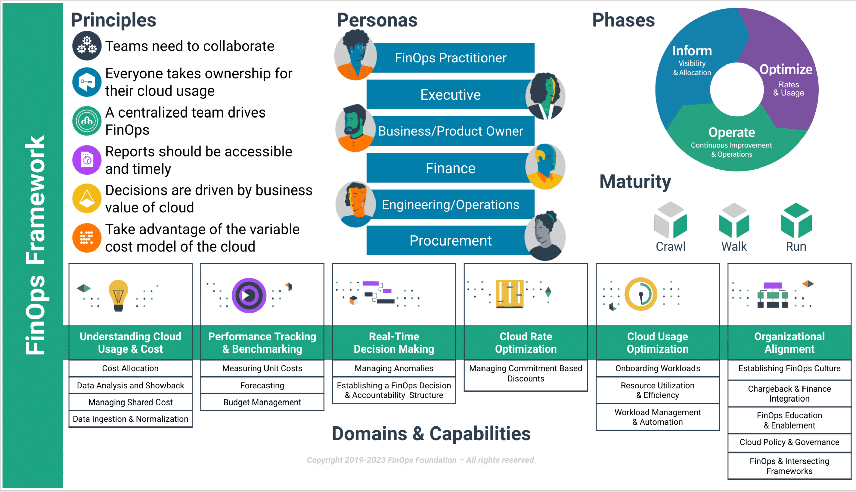 FinOps Framework
Principles
Teams need to collaborate
Everyone takes ownership for
their cloud usage
A centralized team drives
FinOps
Reports should be accessible
and timely
Decisions are driven by business
value of cloud
Take advantage of the variable
cost model of the cloud
Personas
FinOps Practitioner
Executive
Business/Product Owner
Finance
Engineering/Operations
Procurement
Phases
Inform
Visibility
& Allocation
Optimize
Rates
& Usage
Operate
Continuous Improvement
& Operations
Maturity
Crawl
Walk
Run
Understanding Cloud
Usage & Cost
Cost Allocation
Data Analysis and Showback
Managing Shared Cost
Data Ingestion & Normalization
Performance Tracking
& Benchmarking
Measuring Unit Costs
Forecasting
Budget Management
Real-Time
Decision Making
Managing Anomalies
Establishing a FinOps Decision
& Accountability Structure
Cloud Rate
Optimization
Managing Commitment Based
Discounts
Cloud Usage
Optimization
Onboarding Workloads
Resource Utilization
& Efficiency
Workload Management
& Automation
Organizational
Alignment
Establishing FinOps Culture
Chargeback & Finance
Integration
FinOps Education
& Enablement
Cloud Policy & Governance
FinOps & Intersecting
Frameworks
Domains & Capabilities
Copyright 2019-2023 FinOps Foundation – All rights reserved.